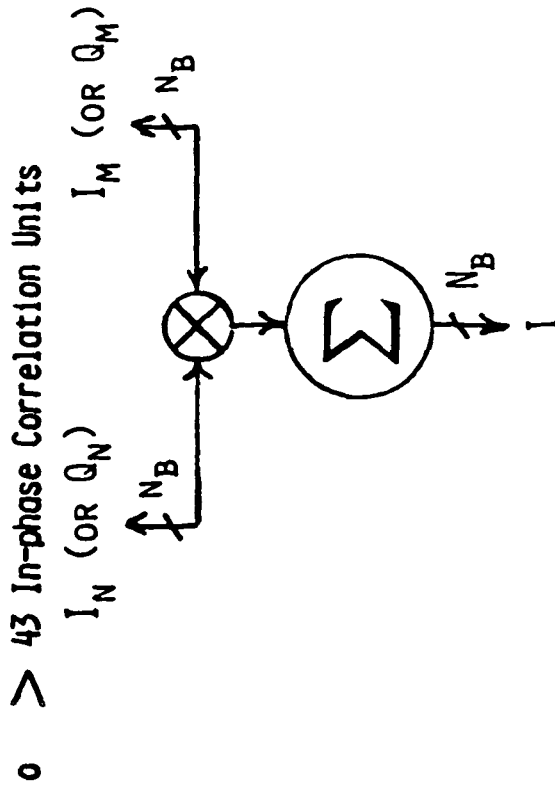 o > 43 In-phase Correlation Units
I_N (OR Q_N)
I_M (OR Q_M)
N_B
N_B
Σ
N_B
I